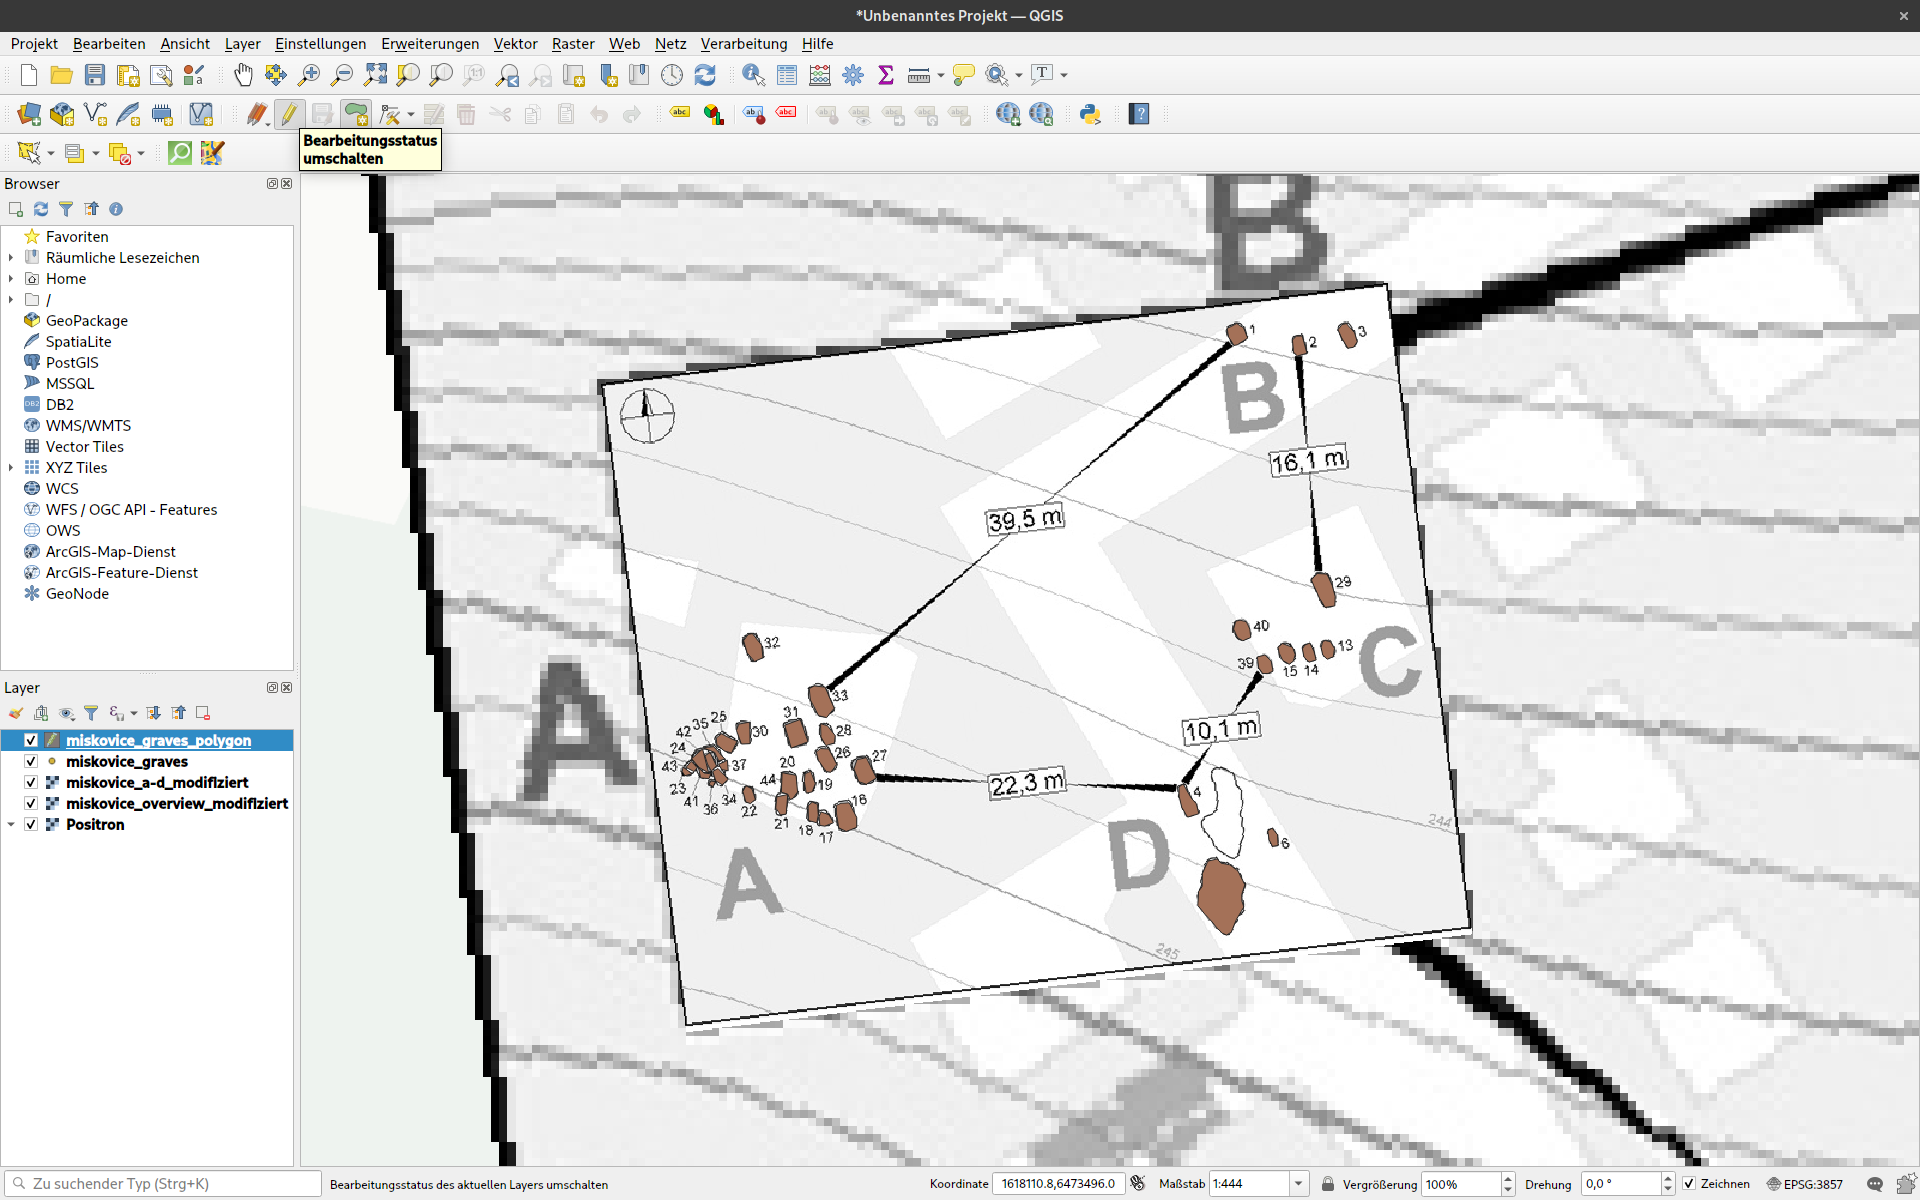 *Unbenanntes Projekt — QGIS
Projekt Bearbeiten Ansicht Layer Einstellungen Erweiterungen Vektor Raster Web Netz Verarbeitung Hilfe
Bearbeitungsstatus
umschalten
Browser
Favoriten
Räumliche Lesezeichen
Home
/
GeoPackage
SpatiaLite
PostGIS
MSSQL
DB2
WMS/WMTS
Vector Tiles
XYZ Tiles
WCS
WFS / OGC API - Features
OWS
ArcGIS-Map-Dienst
ArcGIS-Feature-Dienst
GeoNode
Layer
miskovice_graves_polygon
miskovice_graves
miskovice_a-d_modifiziert
miskovice_overview_modifiziert
Positron
B
1
2
3
B
16,1 m
39,5 m
29
40
13
39
15
14
C
32
33
A
31
25
35
42
30
28
24
26
27
43
37
20
44
19
23
41
36
34
22
21
18
17
16
10,1 m
22,3 m
4
6
D
A
244
245
Zu suchender Typ (Strg+K)
Bearbeitungsstatus des aktuellen Layers umschalten
Koordinate 1618110.8,6473496.0
Maßstab 1:444
Vergrößerung 100%
Drehung 0,0 °
Zeichnen
EPSG:3857